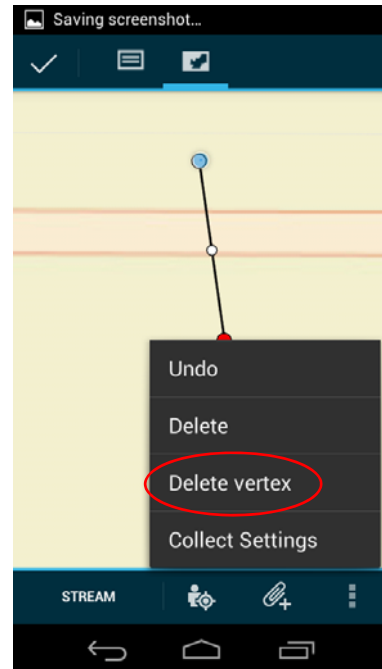 Saving screenshot...
Undo
Delete
Delete vertex
Collect Settings
STREAM